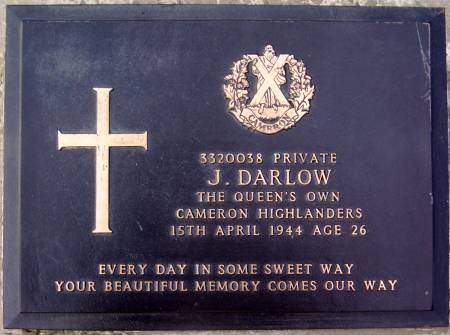 CAMERON
3320038 PRIVATE
J. DARLOW
THE QUEEN'S OWN
CAMERON HIGHLANDERS
15TH APRIL 1944 AGE 26
EVERY DAY IN SOME SWEET WAY
YOUR BEAUTIFUL MEMORY COMES OUR WAY